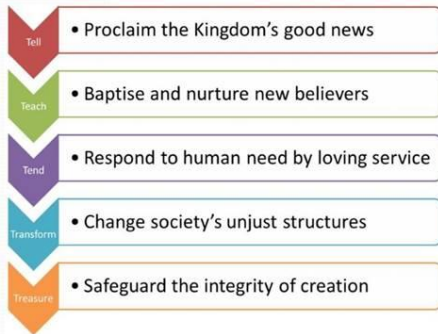 Tell
• Proclaim the Kingdom's good news
Teach
• Baptise and nurture new believers
Tend
• Respond to human need by loving service
Transform
• Change society's unjust structures
Treasure
• Safeguard the integrity of creation